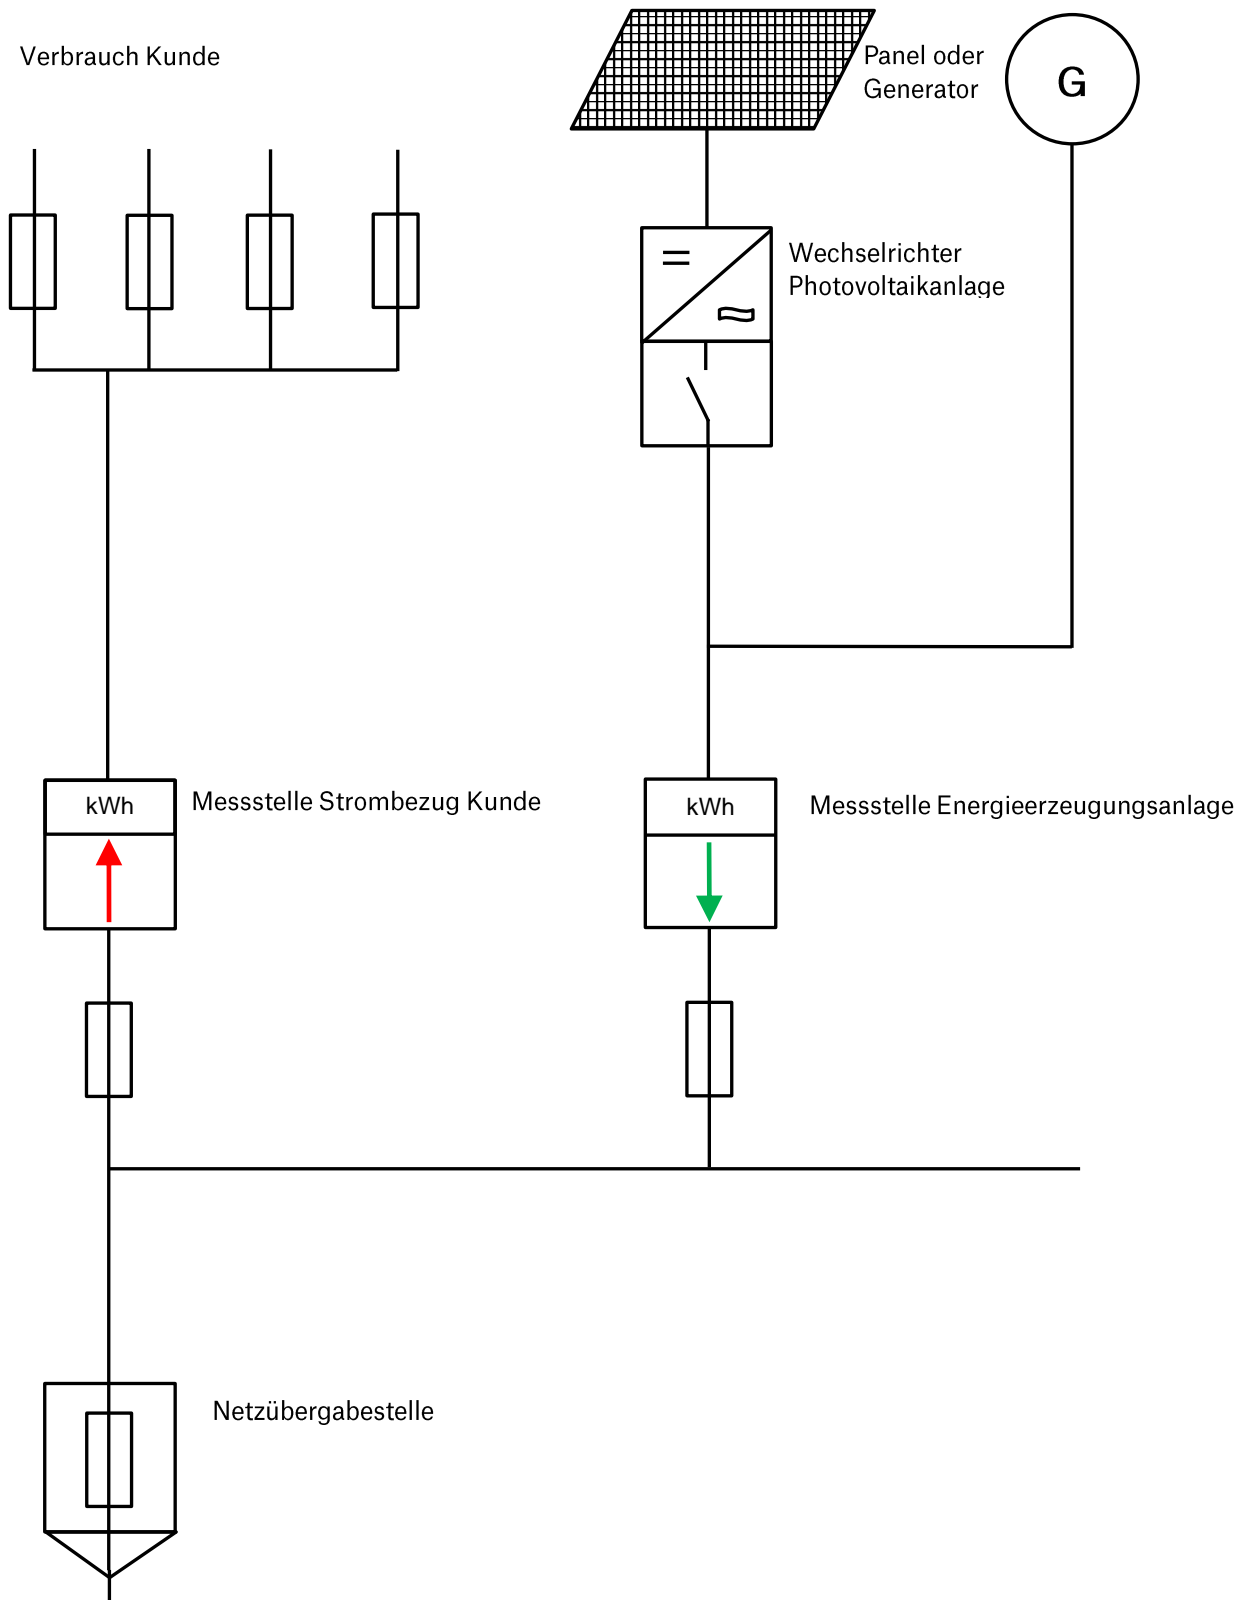 Verbrauch Kunde
Panel oder
Generator
G
Wechselrichter
Photovoltaikanlage
kWh
Messstelle Strombezug Kunde
kWh
Messstelle Energieerzeugungsanlage
Netzübergabestelle